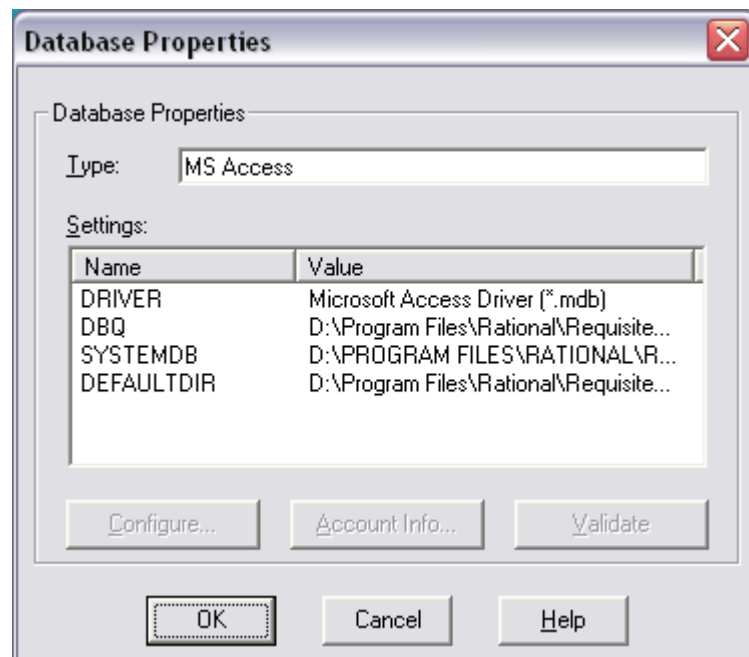 Database Properties
Database Properties
Type: MS Access
Settings:
Name Value
DRIVER Microsoft Access Driver (*.mdb)
DBQ D:\Program Files\Rational\Requisite...
SYSTEMDB D:\PROGRAM FILES\RATIONAL\R...
DEFAULTDIR D:\Program Files\Rational\Requisite...
Configure... Account Info... Validate
OK Cancel Help